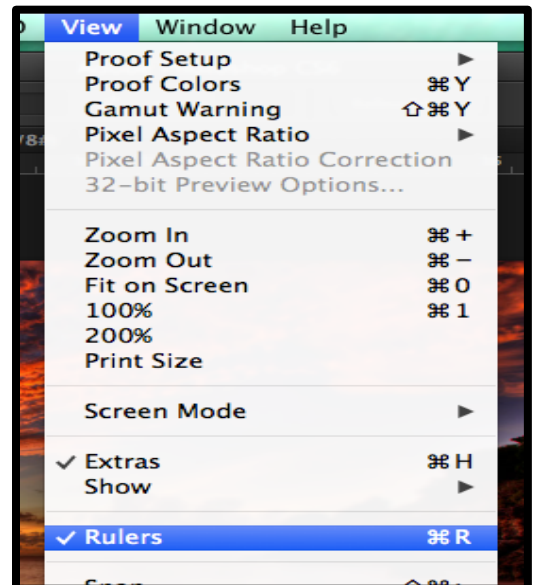 View Window Help
Proof Setup ▶
Proof Colors ⌘Y
Gamut Warning ⇧⌘Y
Pixel Aspect Ratio ▶
Pixel Aspect Ratio Correction
32-bit Preview Options...
Zoom In ⌘+
Zoom Out ⌘−
Fit on Screen ⌘0
100% ⌘1
200%
Print Size
Screen Mode ▶
✓ Extras ⌘H
Show ▶
✓ Rulers ⌘R